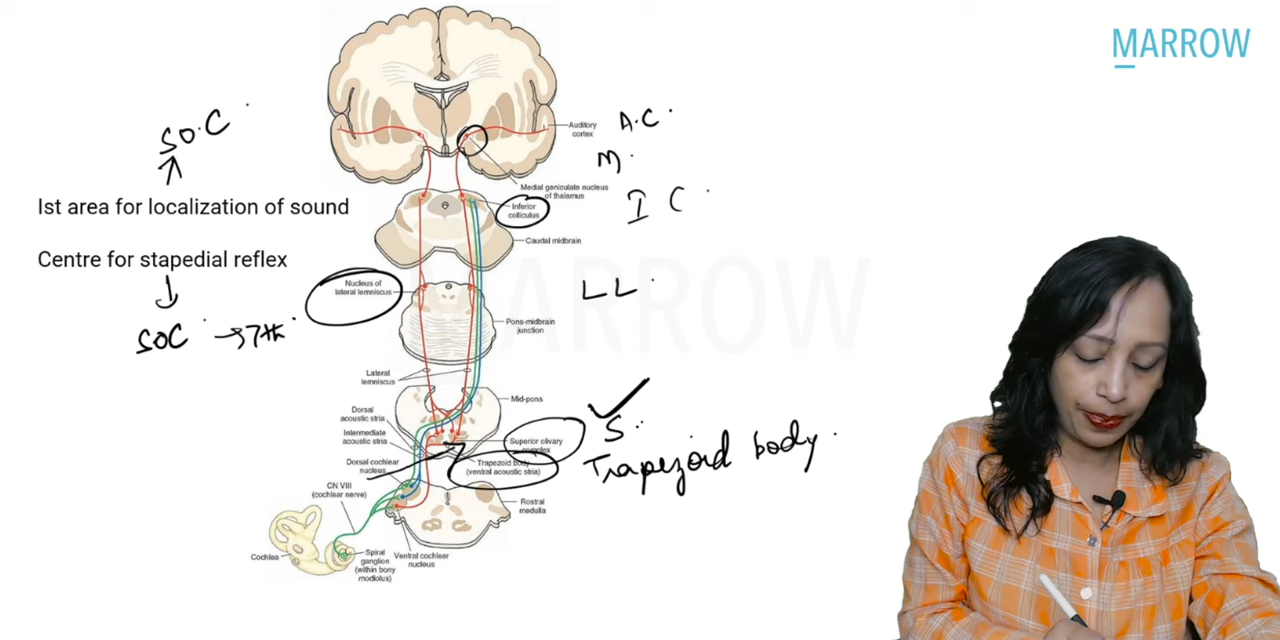 MARROW
SO.C
Ist area for localization of sound
Centre for stapedial reflex
SOC → 7th
A.C.
M.
I C
LL
S.
Trapezoid body.
Auditory
cortex
Medial geniculate nucleus
of thalamus
Inferior
colliculus
Caudal midbrain
Nucleus of
lateral lemniscus
Pons-midbrain
junction
Lateral
lemniscus
Mid-pons
Dorsal
acoustic stria
Intermediate
acoustic stria
Superior olivary
complex
Dorsal cochlear
nucleus
Trapezoid body
(ventral acoustic stria)
CN VIII
(cochlear nerve)
Rostral
medulla
Cochlea
Spiral
ganglion
(within bony
modiolus)
Ventral cochlear
nucleus
MARROW